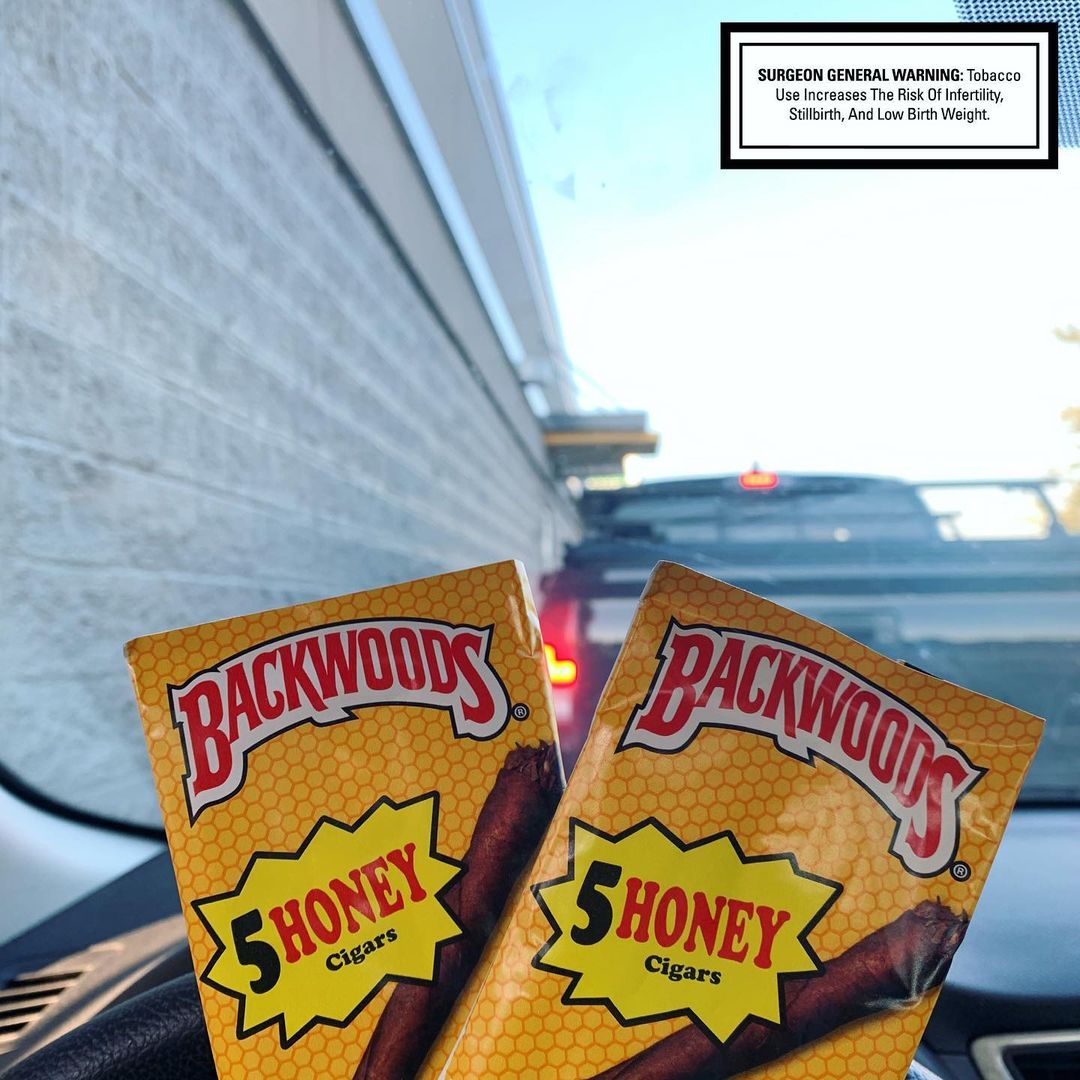 SURGEON GENERAL WARNING: Tobacco
Use Increases The Risk Of Infertility,
Stillbirth, And Low Birth Weight.
BACKWOODS®
5 HONEY
Cigars
BACKWOODS®
5 HONEY
Cigars